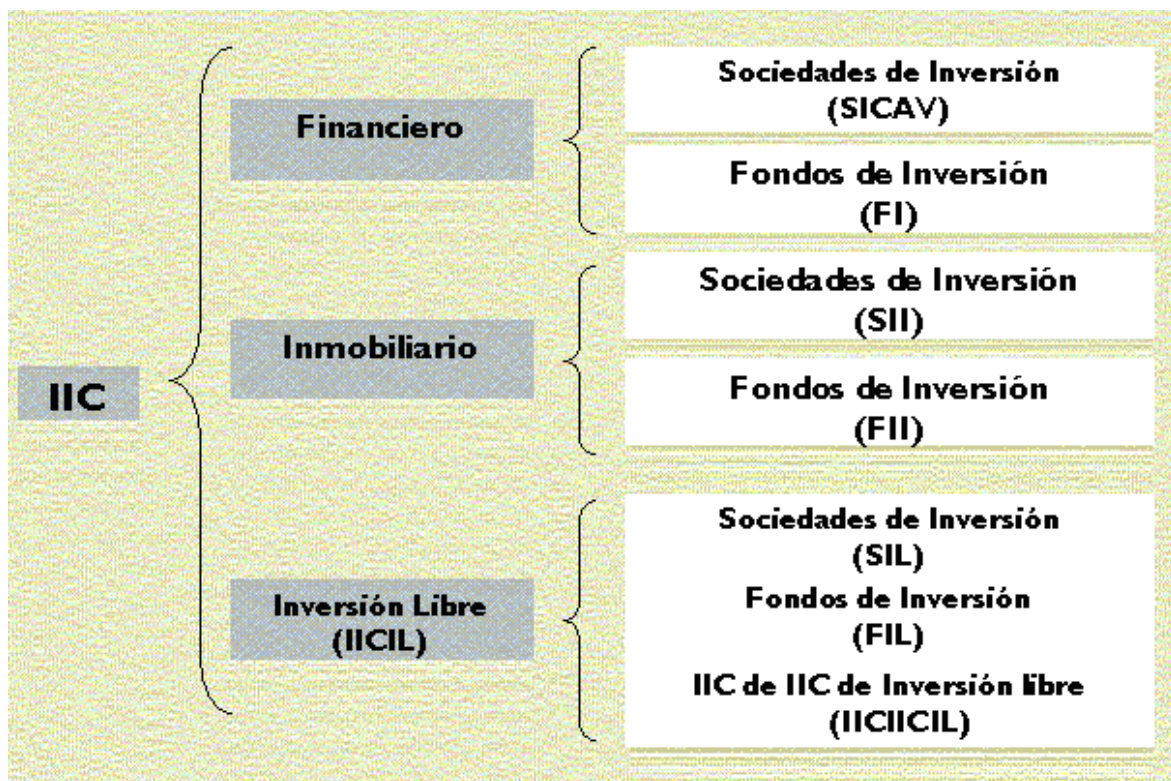 IIC
Financiero
Sociedades de Inversión
(SICAV)
Fondos de Inversión
(FI)
Inmobiliario
Sociedades de Inversión
(SII)
Fondos de Inversión
(FII)
Inversión Libre
(IICIL)
Sociedades de Inversión
(SIL)
Fondos de Inversión
(FIL)
IIC de IIC de Inversión libre
(IICIICIL)